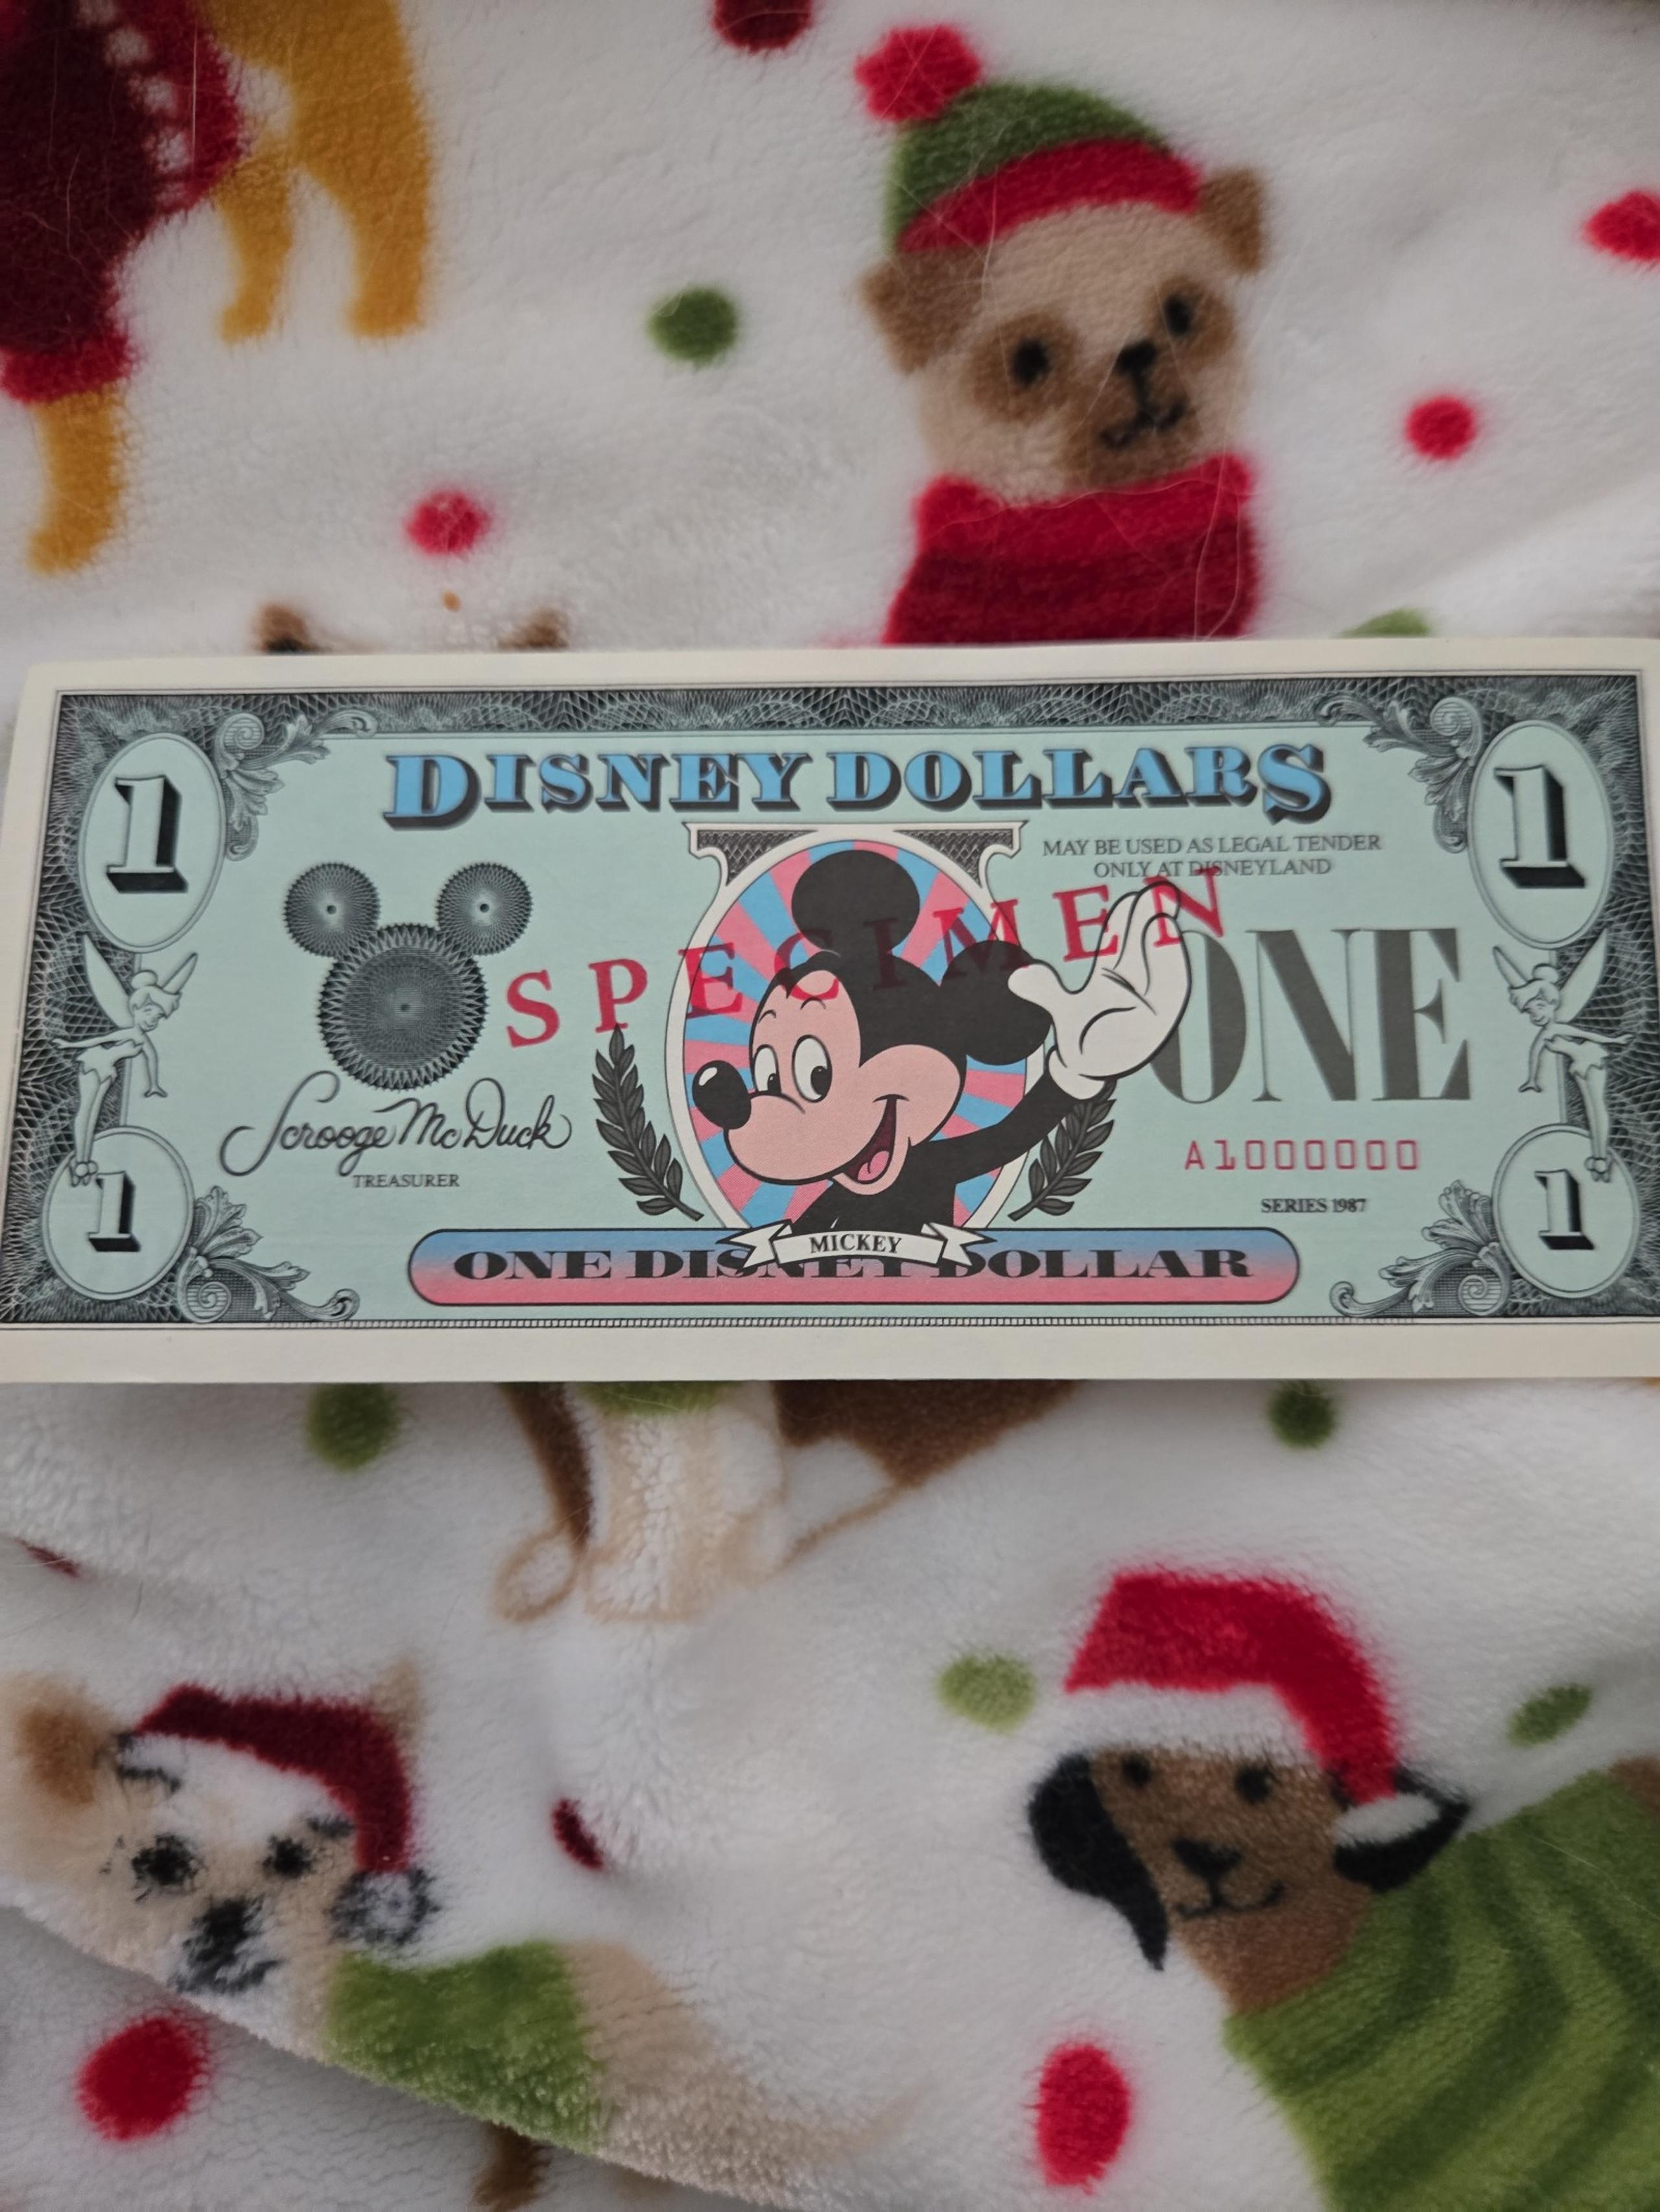 DISNEY DOLLARS
1
1
MAY BE USED AS LEGAL TENDER
ONLY AT DISNEYLAND
SPECIMEN
ONE
Scrooge McDuck
TREASURER
A1000000
SERIES 1987
1
1
MICKEY
ONE DISNEY DOLLAR